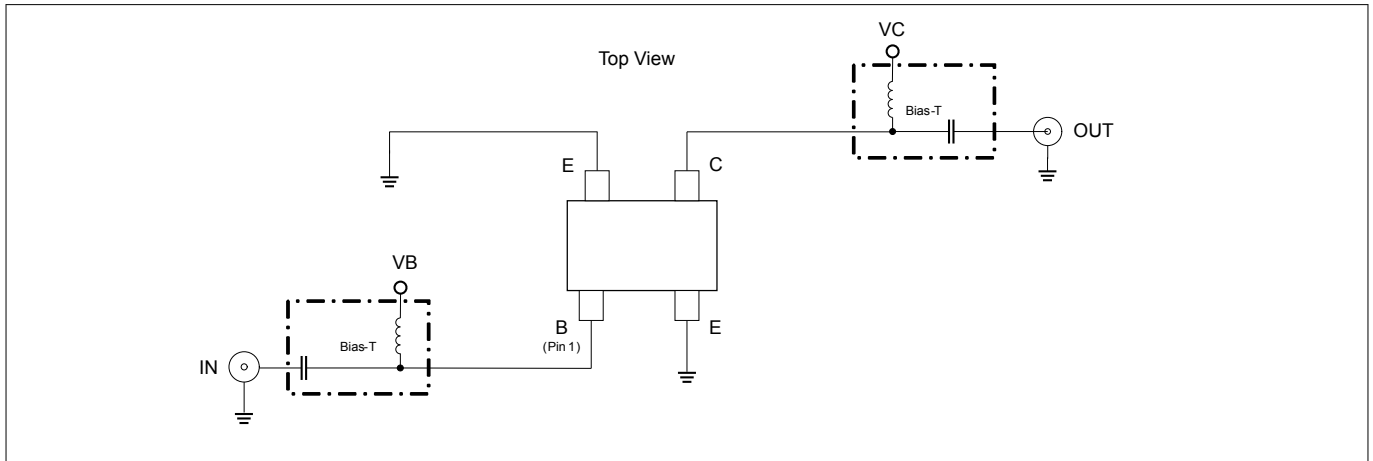 VC
Top View
Bias-T
OUT
E
C
VB
B
E
(Pin 1)
Bias-T
IN